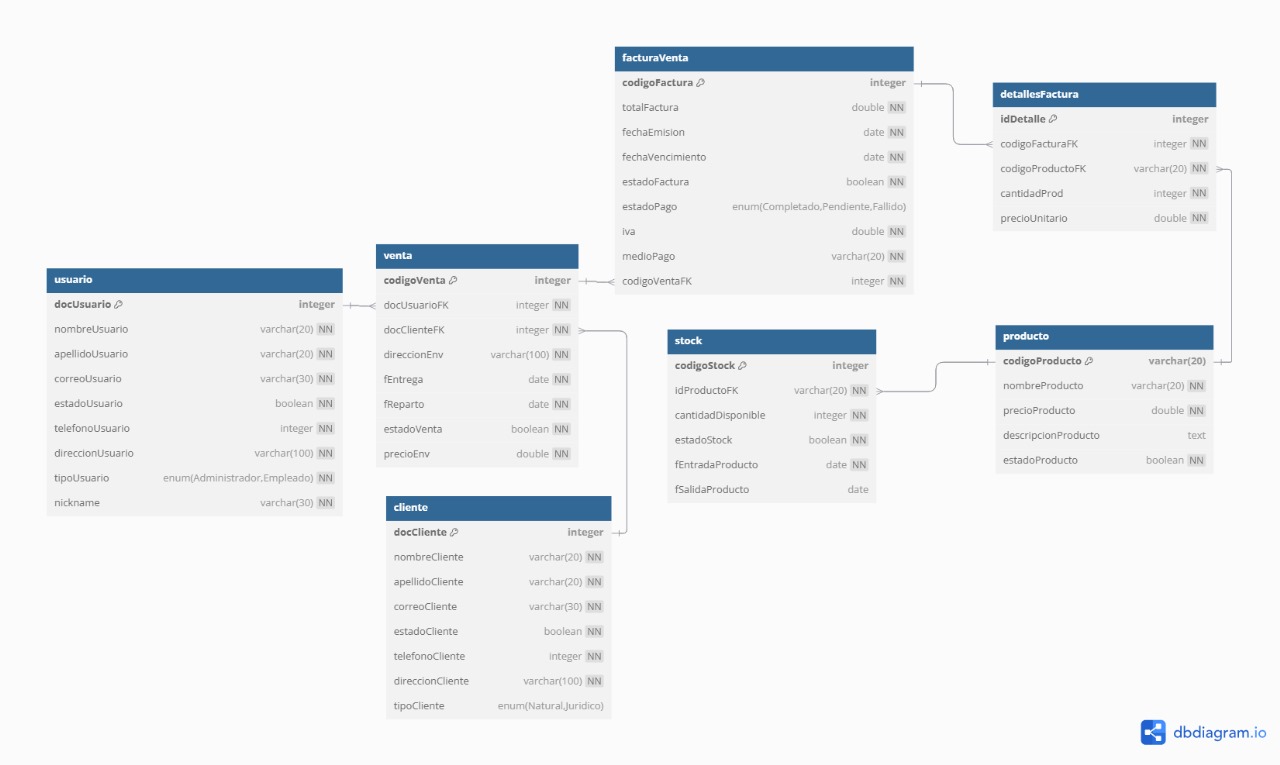 facturaVenta
codigoFactura integer
totalFactura double NN
fechaEmision date NN
fechaVencimiento date NN
estadoFactura boolean NN
estadoPago enum(Completado,Pendiente,Fallido)
iva double NN
medioPago varchar(20) NN
codigoVentaFK integer NN
detallesFactura
idDetalle integer
codigoFacturaFK integer NN
codigoProductoFK varchar(20) NN
cantidadProd integer NN
precioUnitario double NN
usuario
docUsuario integer
nombreUsuario varchar(20) NN
apellidoUsuario varchar(20) NN
correoUsuario varchar(30) NN
estadoUsuario boolean NN
telefonoUsuario integer NN
direccionUsuario varchar(100) NN
tipoUsuario enum(Administrador,Empleado) NN
nickname varchar(30) NN
venta
codigoVenta integer
docUsuarioFK integer NN
docClienteFK integer NN
direccionEnv varchar(100) NN
fEntrega date NN
fReparto date NN
estadoVenta boolean NN
precioEnv double NN
stock
codigoStock integer
idProductoFK varchar(20) NN
cantidadDisponible integer NN
estadoStock boolean NN
fEntradaProducto date NN
fSalidaProducto date
producto
codigoProducto varchar(20)
nombreProducto varchar(20) NN
precioProducto double NN
descripcionProducto text
estadoProducto boolean NN
cliente
docCliente integer
nombreCliente varchar(20) NN
apellidoCliente varchar(20) NN
correoCliente varchar(30) NN
estadoCliente boolean NN
telefonoCliente integer NN
direccionCliente varchar(100) NN
tipoCliente enum(Natural,Juridico)
dbdiagram.io